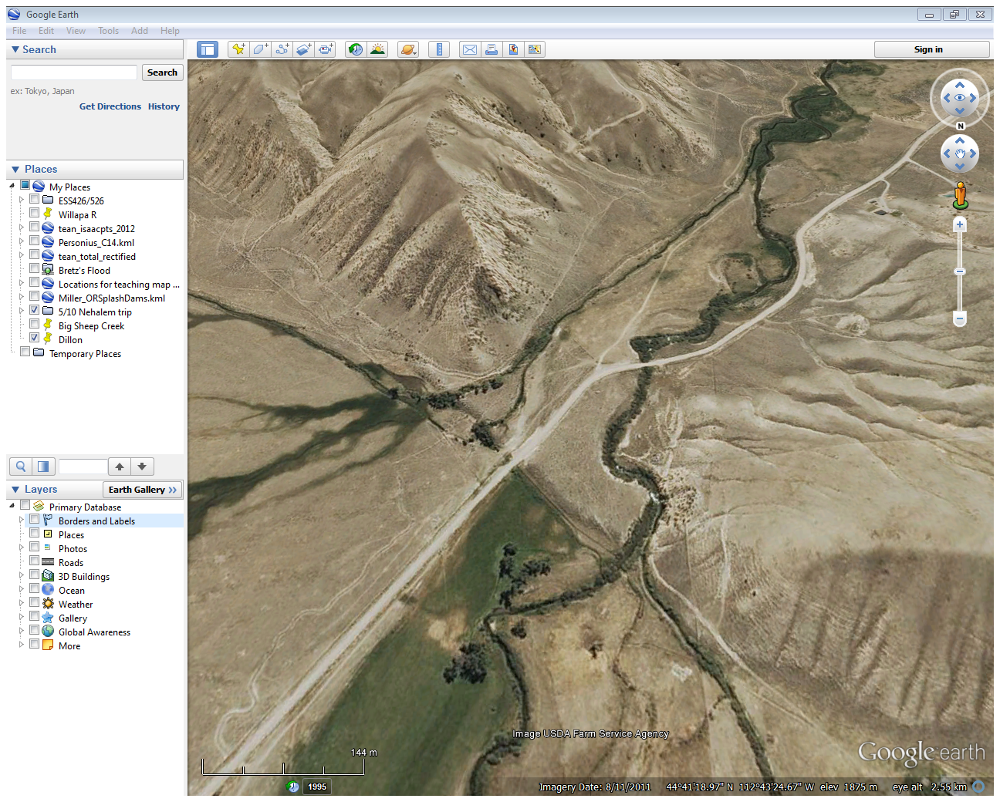 Google Earth
File Edit View Tools Add Help
Search
Sign in
Search
ex: Tokyo, Japan
Get Directions History
N
Places
My Places
ESS426/526
Willapa R
tean_isaacpts_2012
Personius_C14.kml
tean_total_rectified
Bretz's Flood
Locations for teaching map ...
Miller_ORSplashDams.kml
5/10 Nehalem trip
Big Sheep Creek
Dillon
Temporary Places
Layers
Earth Gallery >>
Primary Database
Borders and Labels
Places
Photos
Roads
3D Buildings
Ocean
Weather
Gallery
Global Awareness
More
Image USDA Farm Service Agency
144 m
Google earth
1995
Imagery Date: 8/11/2011 44°41'18.97" N 112°43'24.67" W elev 1875 m eye alt 2.55 km